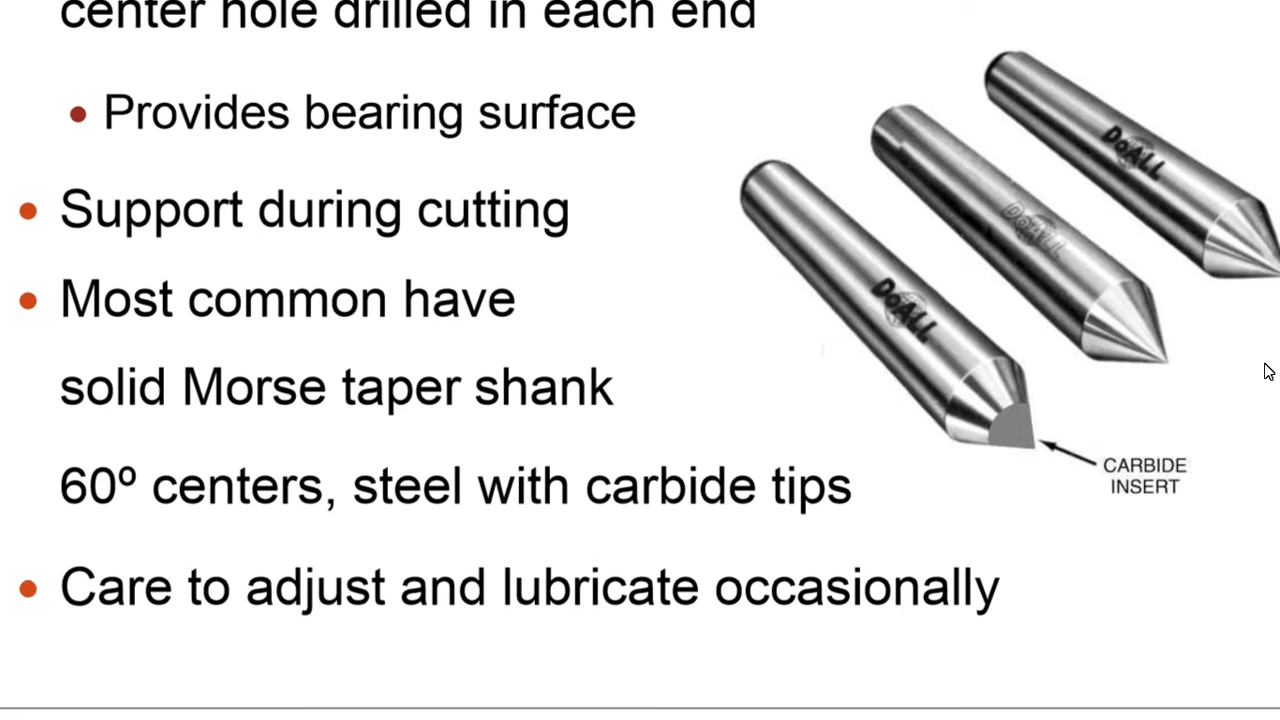 center hole drilled in each end
Provides bearing surface
Support during cutting
Most common have
solid Morse taper shank
60º centers, steel with carbide tips
Care to adjust and lubricate occasionally
DoALL
DoALL
DoALL
CARBIDE
INSERT